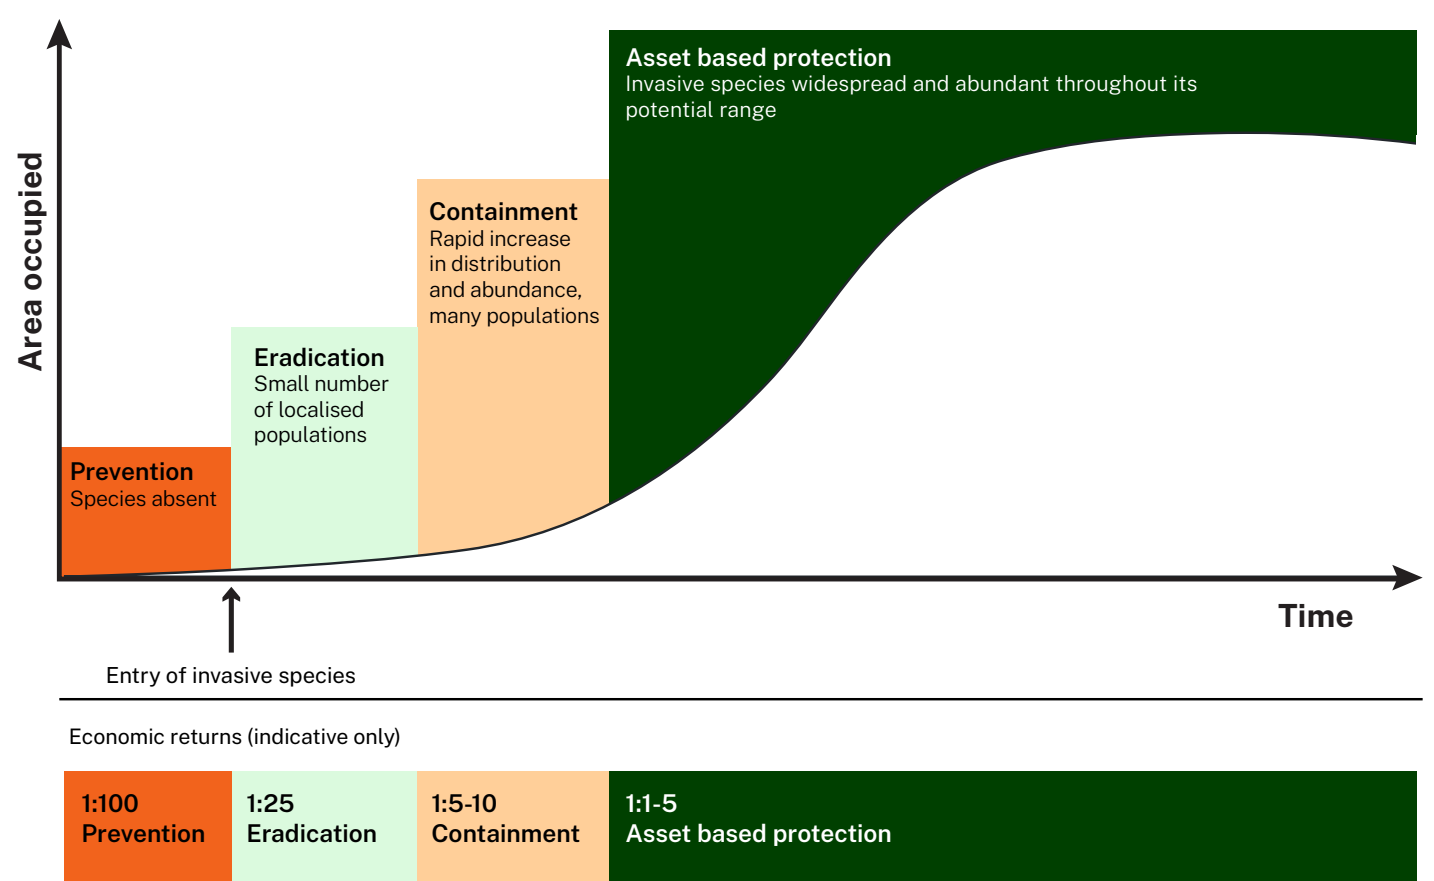 Asset based protection
Invasive species widespread and abundant throughout its
potential range
Containment
Rapid increase
in distribution
and abundance,
many populations
Eradication
Small number
of localised
populations
Prevention
Species absent
Area occupied
Time
Entry of invasive species
Economic returns (indicative only)
1:100
Prevention
1:25
Eradication
1:5-10
Containment
1:1-5
Asset based protection